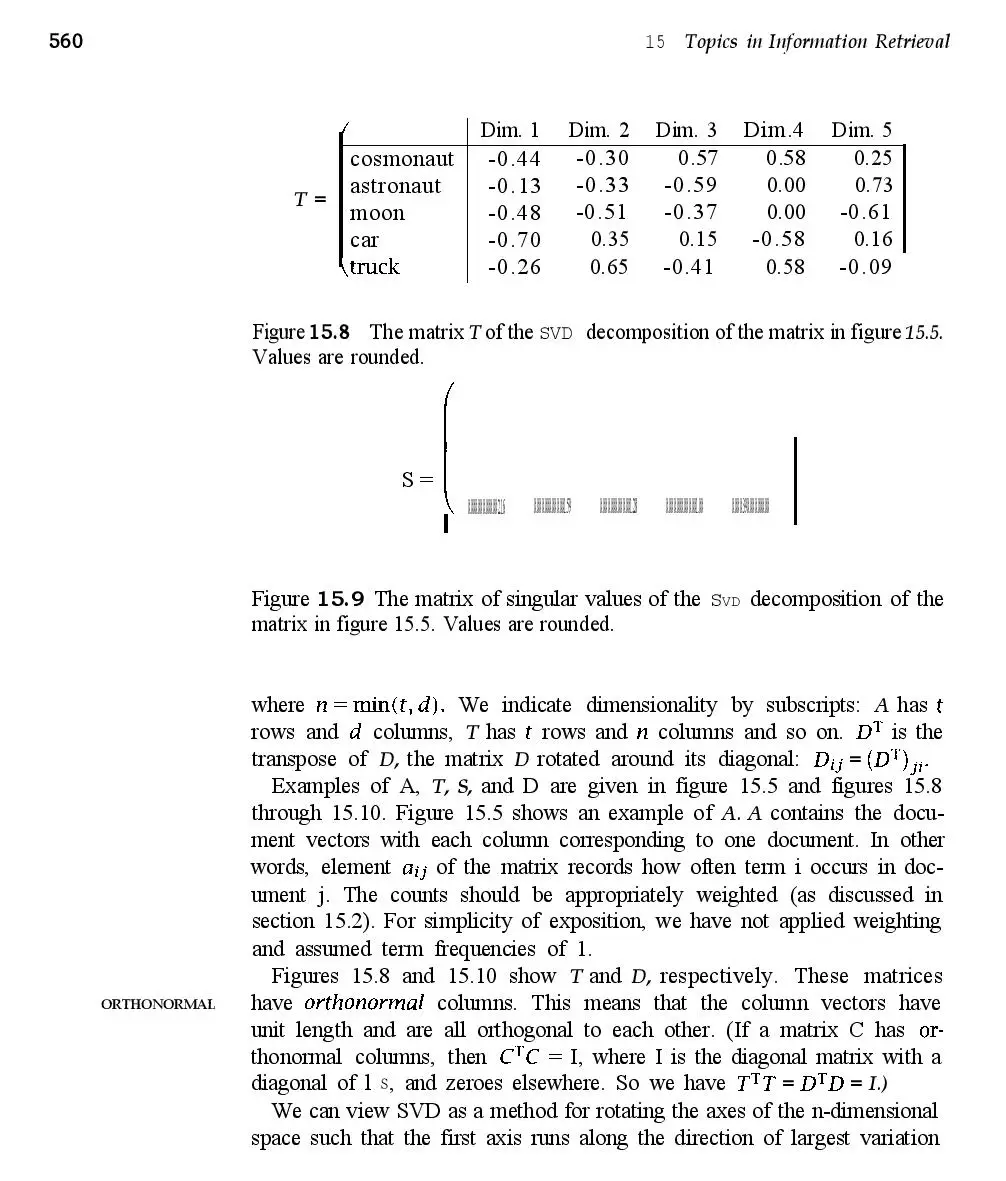 560
15 Topics in Information Retrieval
Dim. 1 Dim. 2 Dim. 3 Dim.4 Dim. 5
cosmonaut -0.44 -0.30 0.57 0.58 0.25
astronaut -0.13 -0.33 -0.59 0.00 0.73
T =
moon -0.48 -0.51 -0.37 0.00 -0.61
car -0.70 0.35 0.15 -0.58 0.16
truck -0.26 0.65 -0.41 0.58 -0.09
Figure 15.8 The matrix T of the SVD decomposition of the matrix in figure 15.5.
Values are rounded.
S =
Figure 15.9 The matrix of singular values of the SVD decomposition of the
matrix in figure 15.5. Values are rounded.
where n = min(t, d). We indicate dimensionality by subscripts: A has t
rows and d columns, T has t rows and n columns and so on. Dᵀ is the
transpose of D, the matrix D rotated around its diagonal: Dᵢⱼ = (Dᵀ)ⱼᵢ.
Examples of A, T, S, and D are given in figure 15.5 and figures 15.8
through 15.10. Figure 15.5 shows an example of A. A contains the docu-
ment vectors with each column corresponding to one document. In other
words, element aᵢⱼ of the matrix records how often term i occurs in doc-
ument j. The counts should be appropriately weighted (as discussed in
section 15.2). For simplicity of exposition, we have not applied weighting
and assumed term frequencies of 1.
Figures 15.8 and 15.10 show T and D, respectively. These matrices
ORTHONORMAL have orthonormal columns. This means that the column vectors have
unit length and are all orthogonal to each other. (If a matrix C has or-
thonormal columns, then CᵀC = I, where I is the diagonal matrix with a
diagonal of 1 s, and zeroes elsewhere. So we have TᵀT = DᵀD = I.)
We can view SVD as a method for rotating the axes of the n-dimensional
space such that the first axis runs along the direction of largest variation